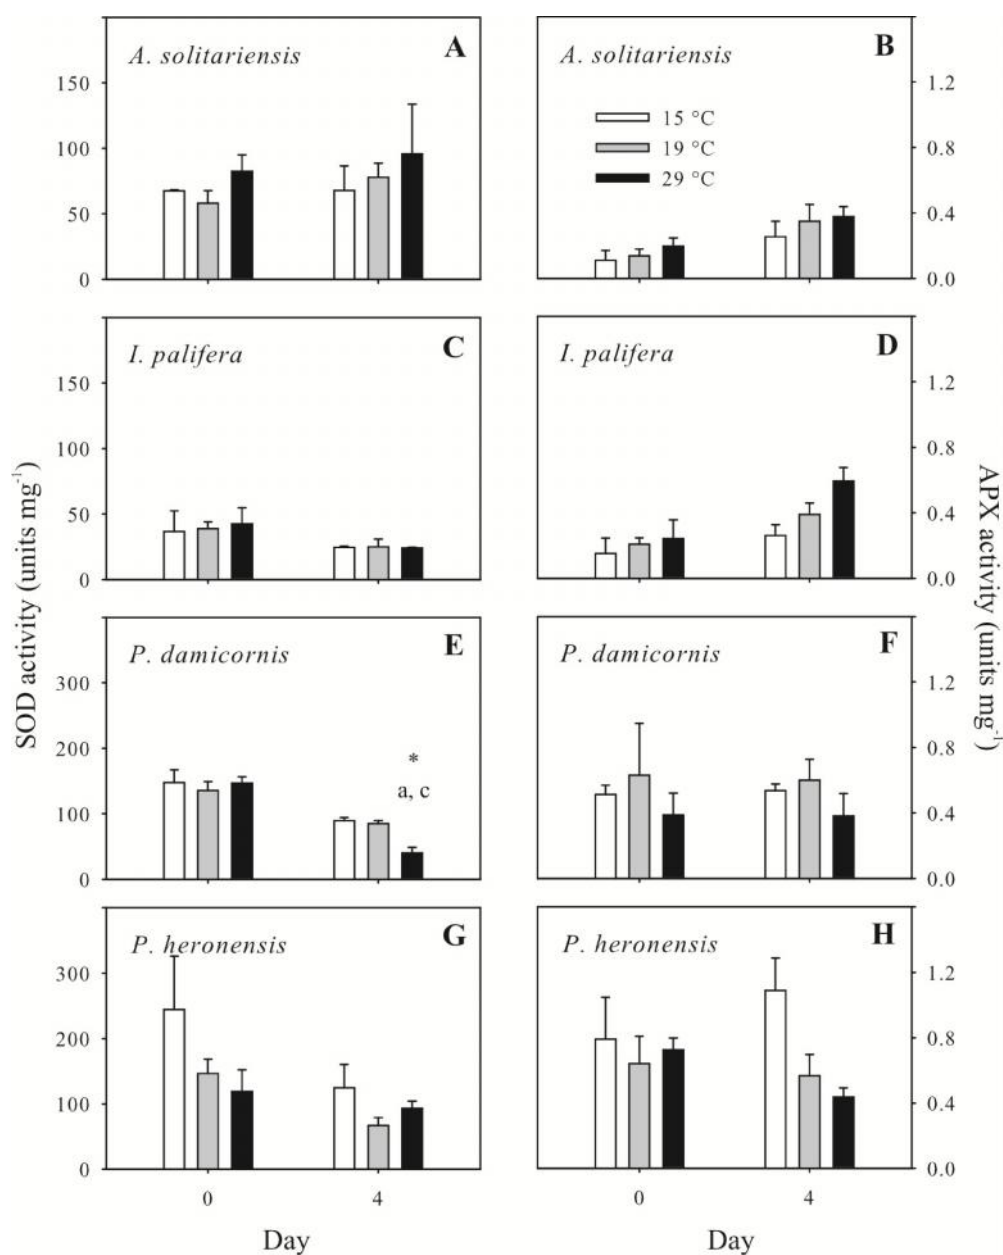 A. solitariensis A
150
100
50
0
A. solitariensis B
15 °C
19 °C
29 °C
1.2
0.8
0.4
0.0
I. palifera C
150
100
50
0
I. palifera D
1.2
0.8
0.4
0.0
SOD activity (units mg⁻¹)
APX activity (units mg⁻¹)
P. damicornis E
300
200
100
0
*
a, c
P. damicornis F
1.2
0.8
0.4
0.0
P. heronensis G
300
200
100
0
0 4
Day
P. heronensis H
1.2
0.8
0.4
0.0
0 4
Day